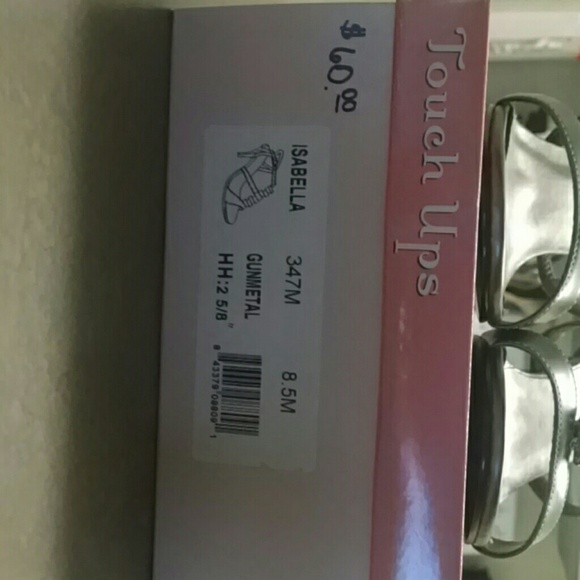 Touch Ups
$60.00
ISABELLA 347M 8.5M
GUNMETAL
HH:2 5/8"